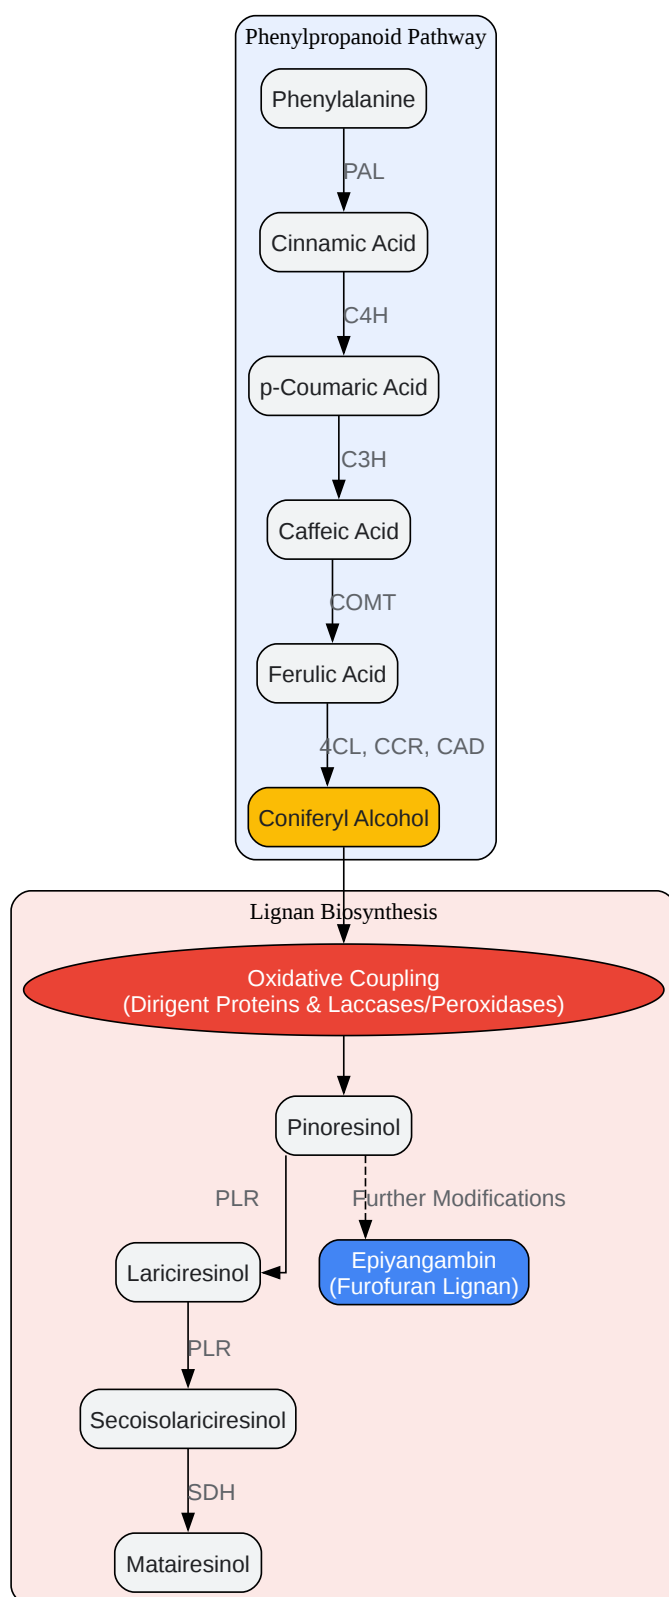 Phenylpropanoid Pathway
Phenylalanine
PAL
Cinnamic Acid
C4H
p-Coumaric Acid
C3H
Caffeic Acid
COMT
Ferulic Acid
4CL, CCR, CAD
Coniferyl Alcohol
Lignan Biosynthesis
Oxidative Coupling
(Dirigent Proteins & Laccases/Peroxidases)
Pinoresinol
PLR
Further Modifications
Lariciresinol
Epiyangambin
(Furofuran Lignan)
PLR
Secoisolariciresinol
SDH
Matairesinol